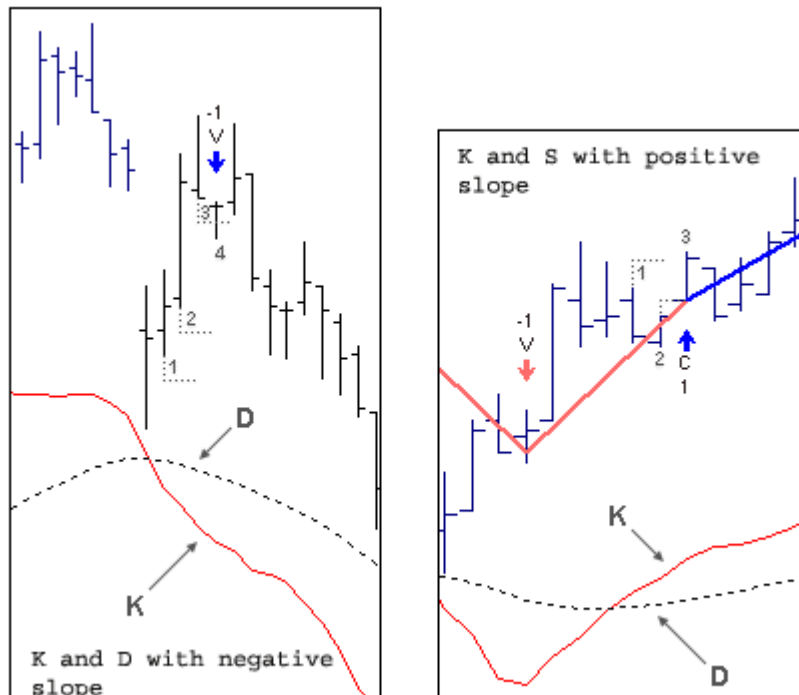 -1
V
3
4
2
1
D
K
K and D with negative
slope
K and S with positive
slope
3
1
-1
V
2
C
1
K
D